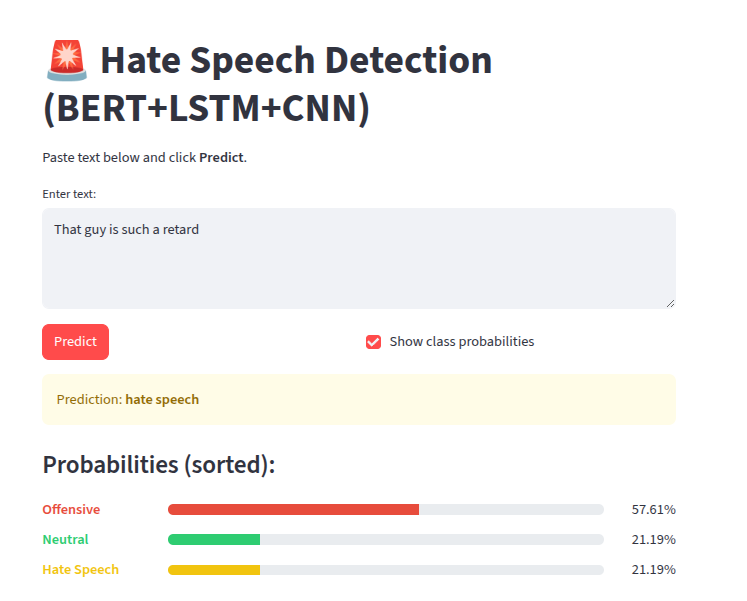 🚨 Hate Speech Detection
(BERT+LSTM+CNN)
Paste text below and click Predict.
Enter text:
That guy is such a retard
Predict
Show class probabilities
Prediction: hate speech
Probabilities (sorted):
Offensive 57.61%
Neutral 21.19%
Hate Speech 21.19%